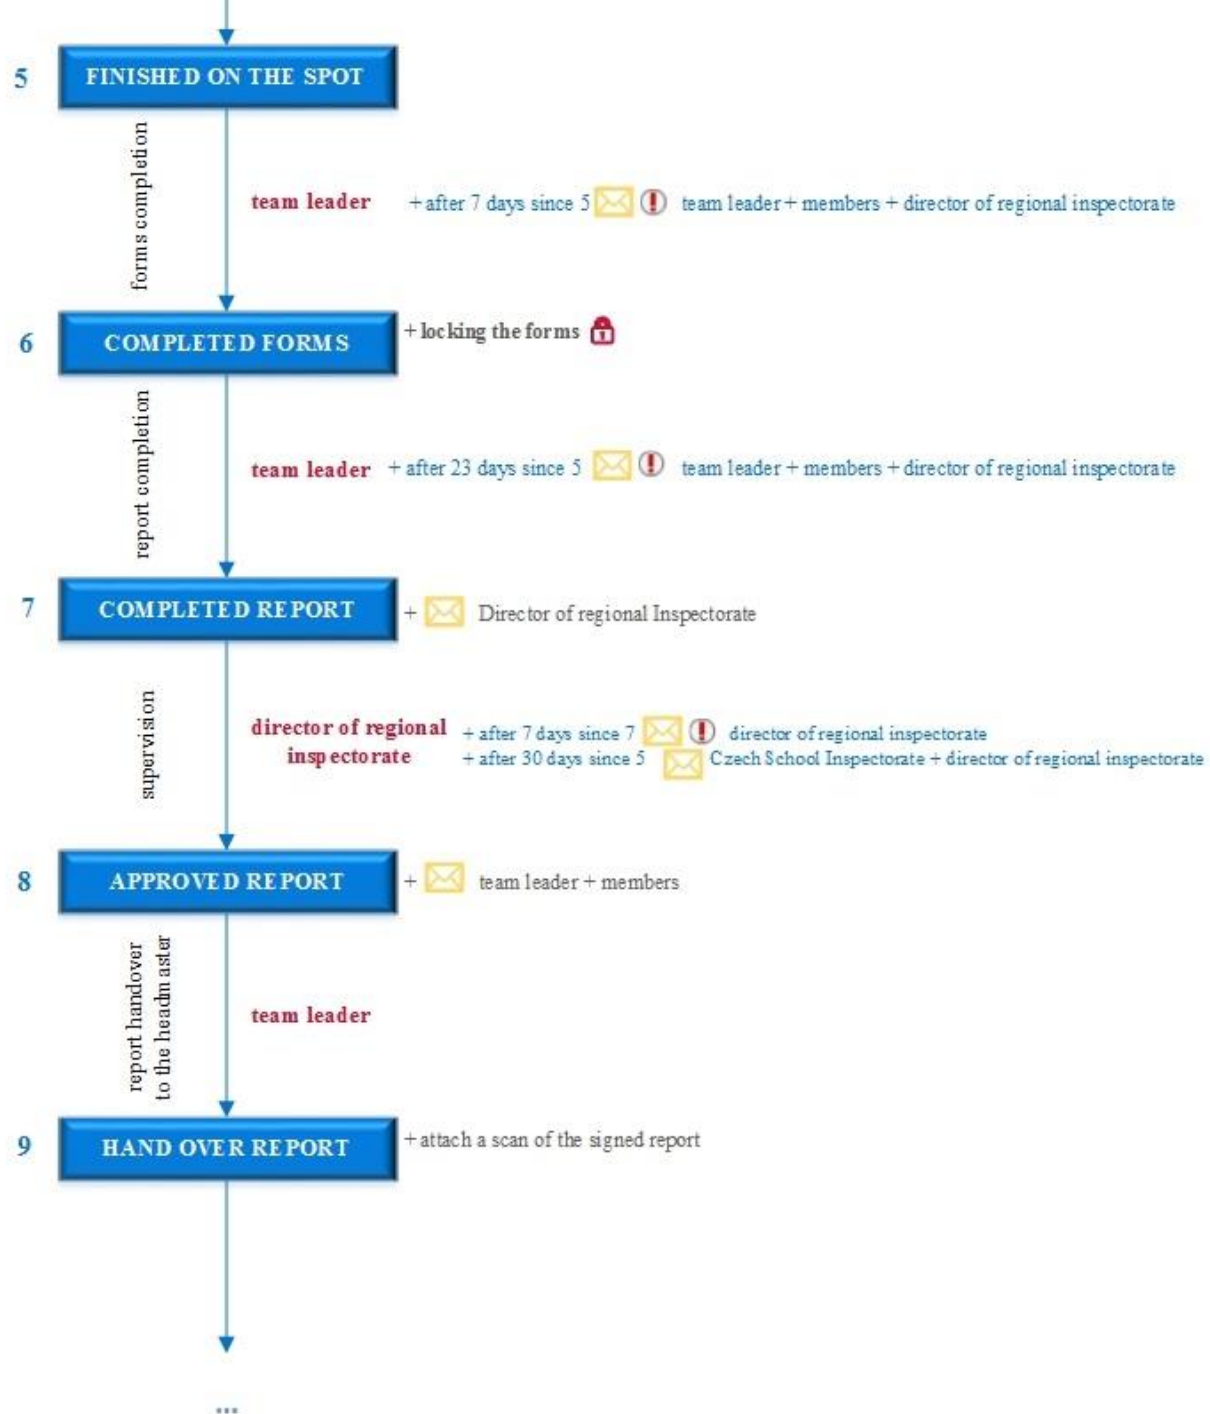 5
FINISHED ON THE SPOT
forms completion
team leader
+ after 7 days since 5
team leader + members + director of regional inspectorate
6
COMPLETED FORMS
+ locking the forms
report completion
team leader
+ after 23 days since 5
team leader + members + director of regional inspectorate
7
COMPLETED REPORT
+ Director of regional Inspectorate
supervision
director of regional
inspectorate
+ after 7 days since 7
director of regional inspectorate
+ after 30 days since 5
Czech School Inspectorate + director of regional inspectorate
8
APPROVED REPORT
+ team leader + members
report handover
to the headmaster
team leader
9
HAND OVER REPORT
+ attach a scan of the signed report
...